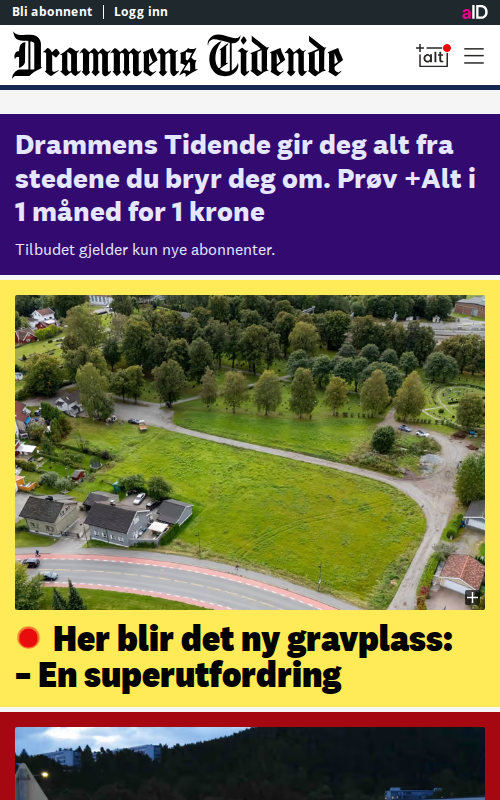 Bli abonnent | Logg inn
aID
Drammens Tidende
+alt
Drammens Tidende gir deg alt fra
stedene du bryr deg om. Prøv +Alt i
1 måned for 1 krone
Tilbudet gjelder kun nye abonnenter.
Her blir det ny gravplass:
– En superutfordring